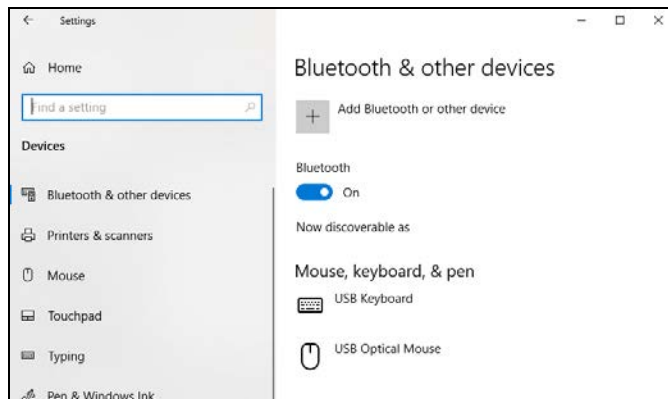 Settings
Home
Find a setting
Devices
Bluetooth & other devices
Printers & scanners
Mouse
Touchpad
Typing
Pen & Windows Ink
Bluetooth & other devices
Add Bluetooth or other device
Bluetooth
On
Now discoverable as
Mouse, keyboard, & pen
USB Keyboard
USB Optical Mouse